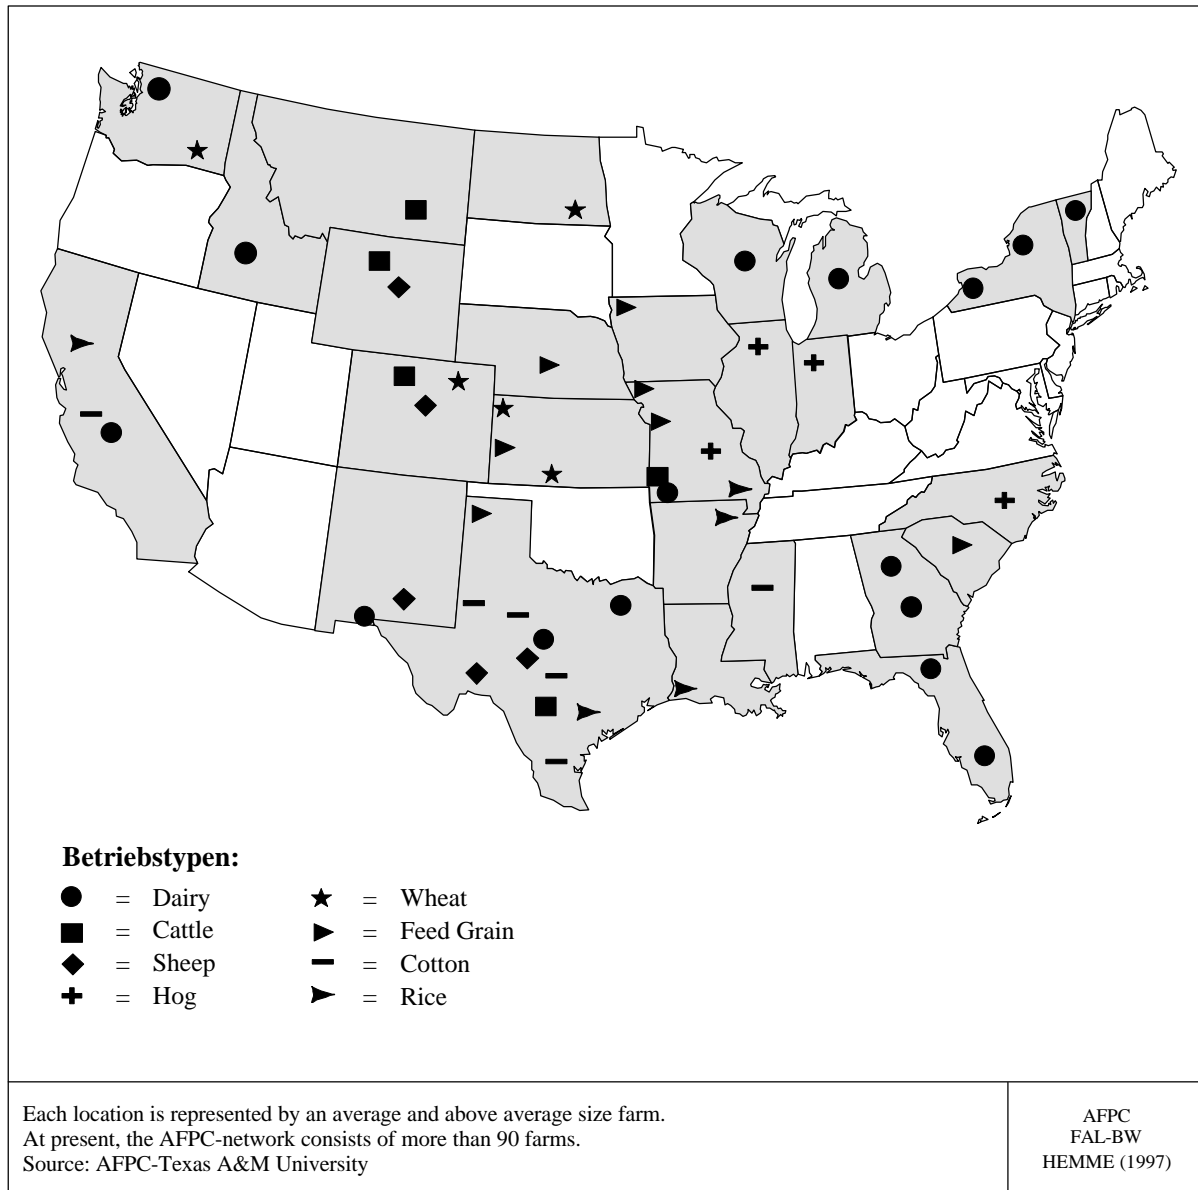 Betriebstypen:
= Dairy
= Cattle
= Sheep
= Hog
= Wheat
= Feed Grain
= Cotton
= Rice
Each location is represented by an average and above average size farm.
At present, the AFPC-network consists of more than 90 farms.
Source: AFPC-Texas A&M University
AFPC
FAL-BW
HEMME (1997)